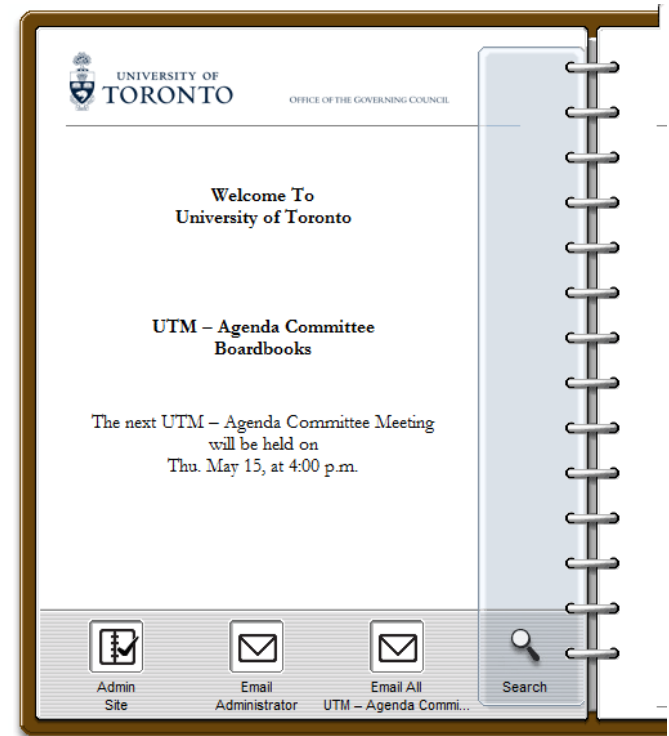 UNIVERSITY OF
TORONTO
OFFICE OF THE GOVERNING COUNCIL
Welcome To
University of Toronto
UTM – Agenda Committee
Boardbooks
The next UTM – Agenda Committee Meeting
will be held on
Thu. May 15, at 4:00 p.m.
Admin
Site
Email
Administrator
Email All
UTM – Agenda Commi...
Search